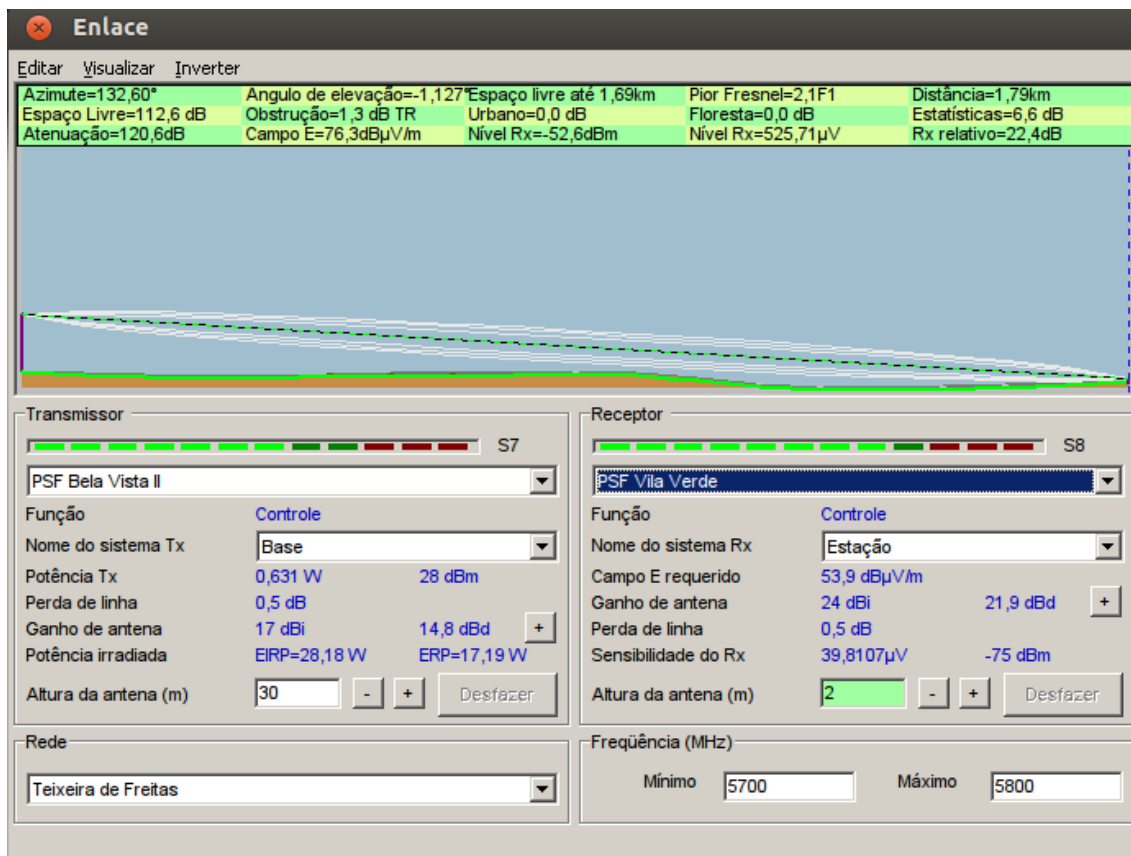 Enlace
Editar Visualizar Inverter
Azimute=132,60° Angulo de elevação=-1,127° Espaço livre até 1,69km Pior Fresnel=2,1F1 Distância=1,79km
Espaço Livre=112,6 dB Obstrução=1,3 dB TR Urbano=0,0 dB Floresta=0,0 dB Estatísticas=6,6 dB
Atenuação=120,6dB Campo E=76,3dBµV/m Nível Rx=-52,6dBm Nível Rx=525,71µV Rx relativo=22,4dB
Transmissor
S7
PSF Bela Vista II
Função Controle
Nome do sistema Tx Base
Potência Tx 0,631 W 28 dBm
Perda de linha 0,5 dB
Ganho de antena 17 dBi 14,8 dBd +
Potência irradiada EIRP=28,18 W ERP=17,19 W
Altura da antena (m) 30 - + Desfazer
Receptor
S8
PSF Vila Verde
Função Controle
Nome do sistema Rx Estação
Campo E requerido 53,9 dBµV/m
Ganho de antena 24 dBi 21,9 dBd +
Perda de linha 0,5 dB
Sensibilidade do Rx 39,8107µV -75 dBm
Altura da antena (m) 2 - + Desfazer
Rede
Teixeira de Freitas
Freqüência (MHz)
Mínimo 5700 Máximo 5800